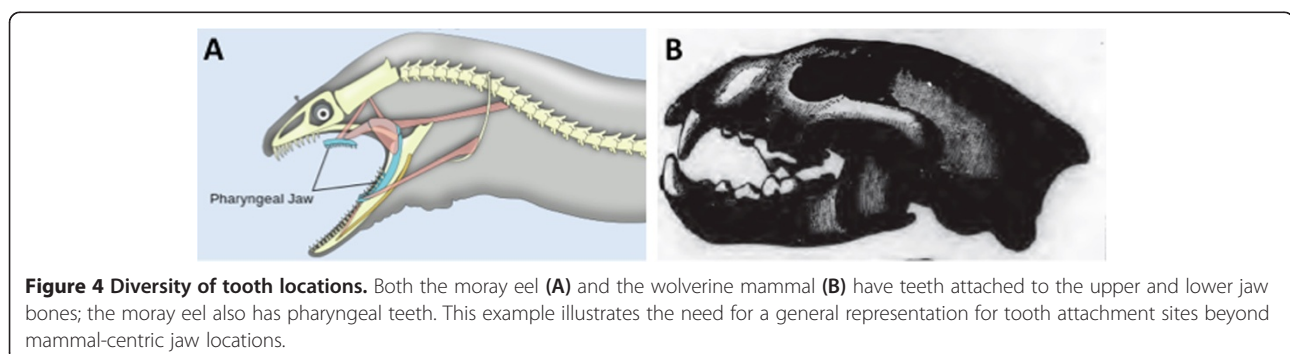 A
B
Pharyngeal Jaw
Figure 4 Diversity of tooth locations. Both the moray eel (A) and the wolverine mammal (B) have teeth attached to the upper and lower jaw
bones; the moray eel also has pharyngeal teeth. This example illustrates the need for a general representation for tooth attachment sites beyond
mammal-centric jaw locations.